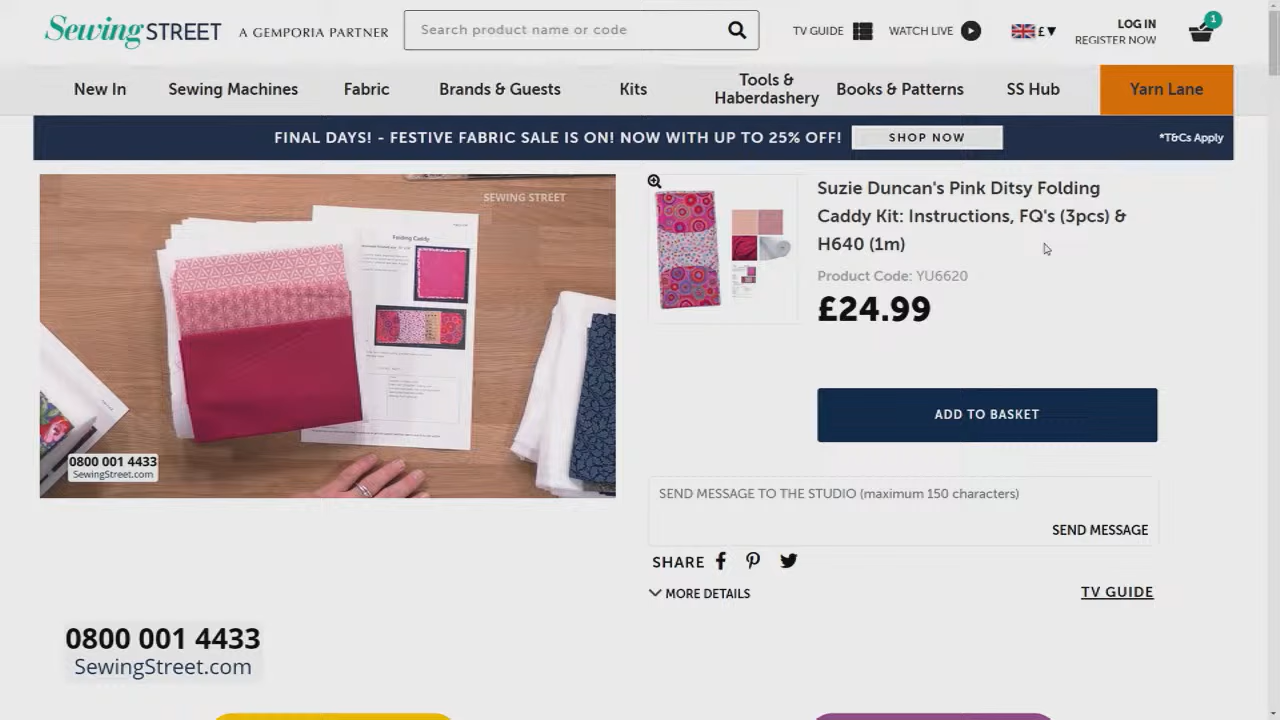 Sewing STREET
A GEMPORIA PARTNER
Search product name or code
TV GUIDE
WATCH LIVE
£
LOG IN
REGISTER NOW
1
New In
Sewing Machines
Fabric
Brands & Guests
Kits
Tools &
Haberdashery
Books & Patterns
SS Hub
Yarn Lane
FINAL DAYS! - FESTIVE FABRIC SALE IS ON! NOW WITH UP TO 25% OFF!
SHOP NOW
*T&Cs Apply
SEWING STREET
Folding Caddy
0800 001 4433
SewingStreet.com
Suzie Duncan's Pink Ditsy Folding
Caddy Kit: Instructions, FQ's (3pcs) &
H640 (1m)
Product Code: YU6620
£24.99
ADD TO BASKET
SEND MESSAGE TO THE STUDIO (maximum 150 characters)
SEND MESSAGE
SHARE
MORE DETAILS
TV GUIDE
0800 001 4433
SewingStreet.com